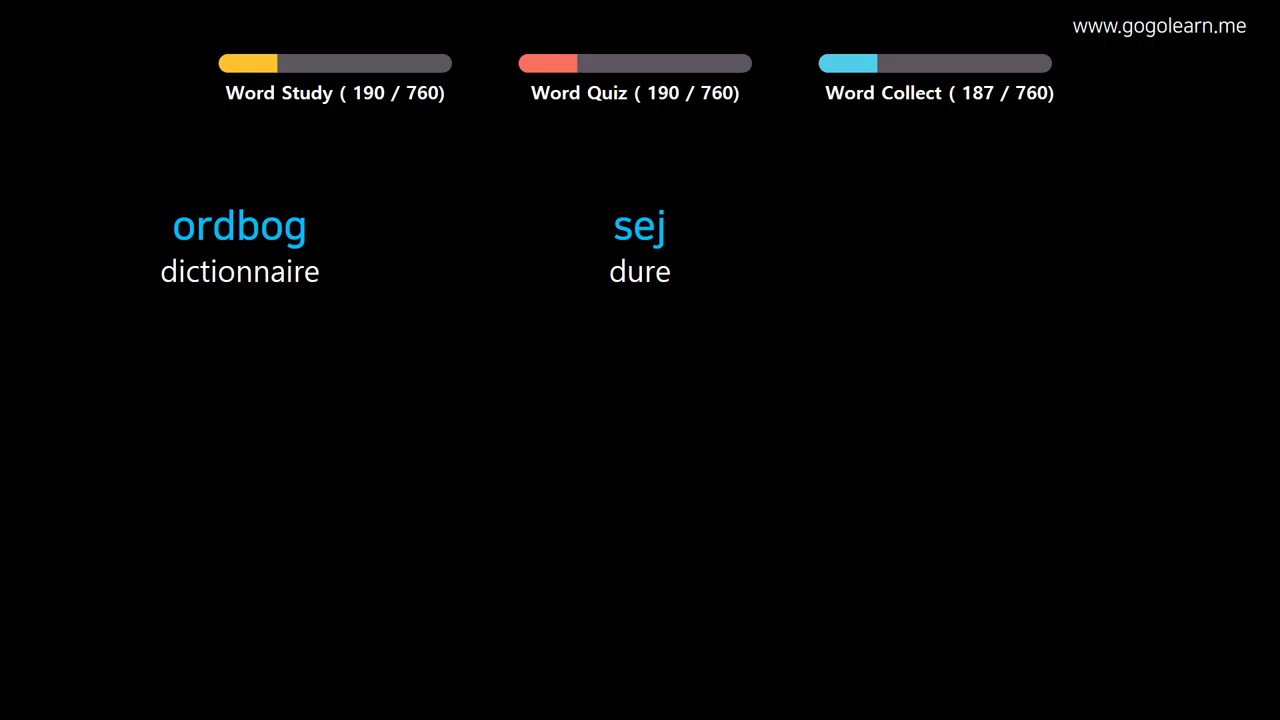 www.gogolearn.me
Word Study ( 190 / 760)
Word Quiz ( 190 / 760)
Word Collect ( 187 / 760)
ordbog
dictionnaire
sej
dure